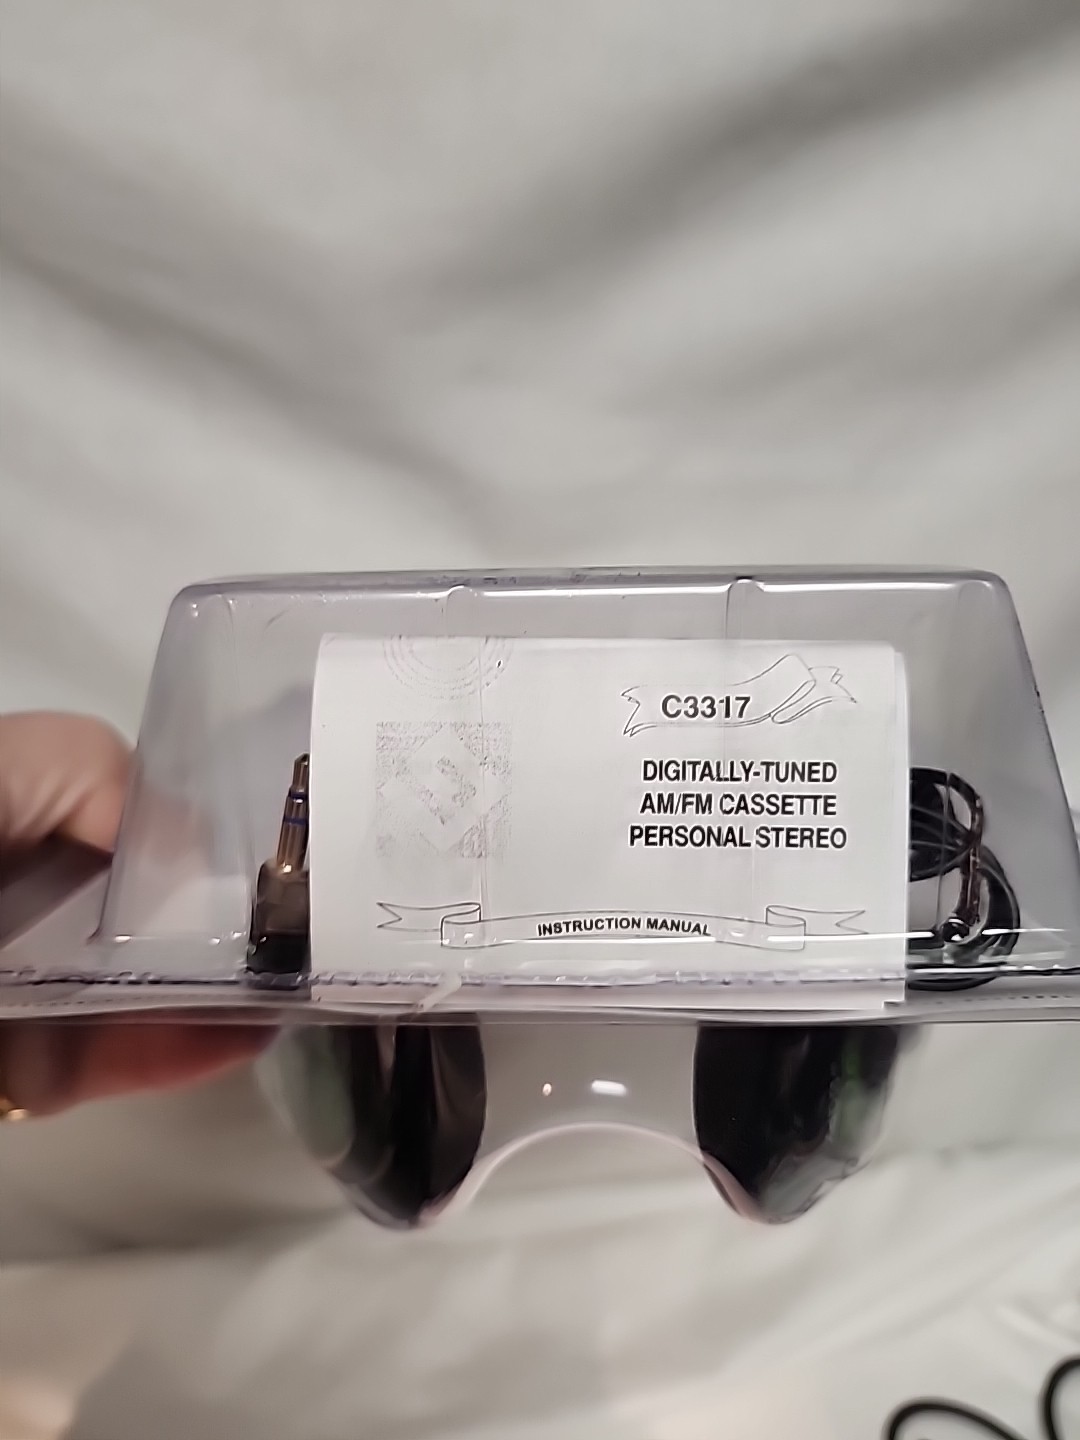 C3317
DIGITALLY-TUNED
AM/FM CASSETTE
PERSONAL STEREO
INSTRUCTION MANUAL